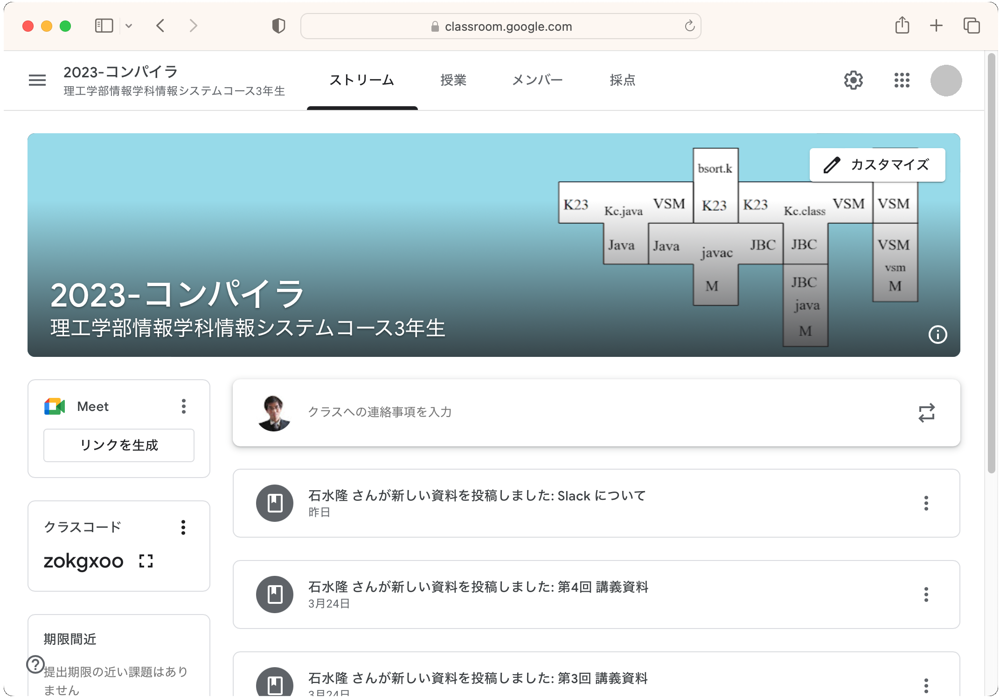 classroom.google.com
2023-コンパイラ
理工学部情報学科情報システムコース3年生
ストリーム
授業
メンバー
採点
カスタマイズ
bsort.k
K23
Kc.java
VSM
K23
K23
Kc.class
VSM
VSM
Java
Java
javac
JBC
JBC
VSM
vsm
M
M
JBC
java
M
2023-コンパイラ
理工学部情報学科情報システムコース3年生
Meet
リンクを生成
クラスコード
zokgxoo
期限間近
提出期限の近い課題はあり
ません
クラスへの連絡事項を入力
石水隆 さんが新しい資料を投稿しました: Slack について
昨日
石水隆 さんが新しい資料を投稿しました: 第4回 講義資料
3月24日
石水隆 さんが新しい資料を投稿しました: 第3回 講義資料
3月24日